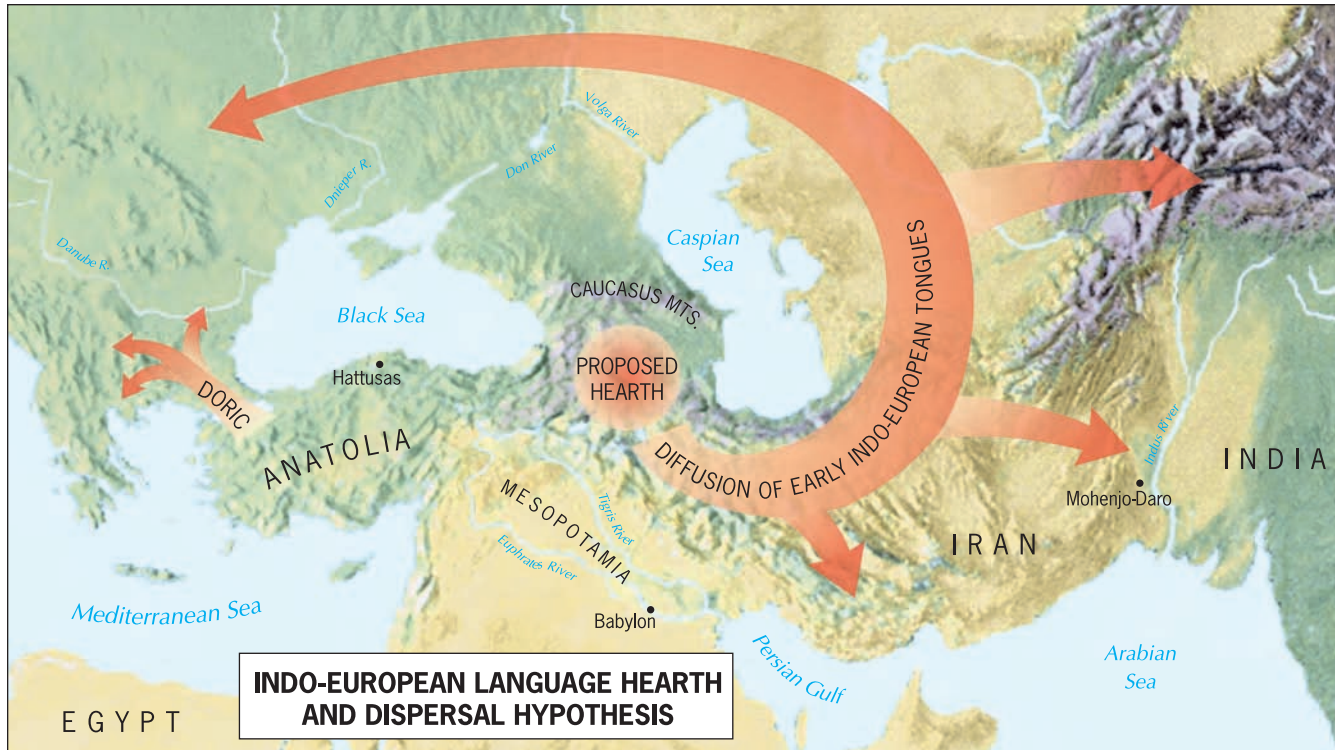 Volga River
Don River
Dnieper R.
Danube R.
Caspian
Sea
CAUCASUS MTS.
Black Sea
Hattusas
PROPOSED
HEARTH
DORIC
ANATOLIA
DIFFUSION OF EARLY INDO-EUROPEAN TONGUES
Indus River
INDIA
Mohenjo-Daro
MESOPOTAMIA
Tigris River
Euphrates River
IRAN
Mediterranean Sea
Babylon
Persian Gulf
Arabian
Sea
INDO-EUROPEAN LANGUAGE HEARTH
AND DISPERSAL HYPOTHESIS
EGYPT